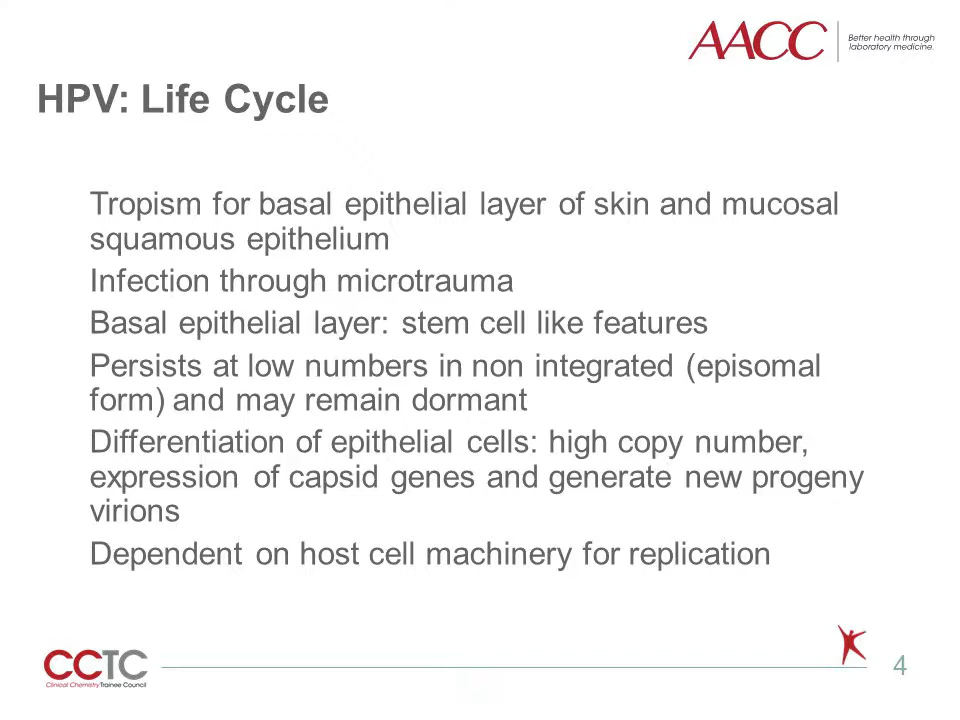 AACC
Better health through
laboratory medicine.
HPV: Life Cycle
Tropism for basal epithelial layer of skin and mucosal
squamous epithelium
Infection through microtrauma
Basal epithelial layer: stem cell like features
Persists at low numbers in non integrated (episomal
form) and may remain dormant
Differentiation of epithelial cells: high copy number,
expression of capsid genes and generate new progeny
virions
Dependent on host cell machinery for replication
CCTC
Clinical Chemistry Trainee Council
4